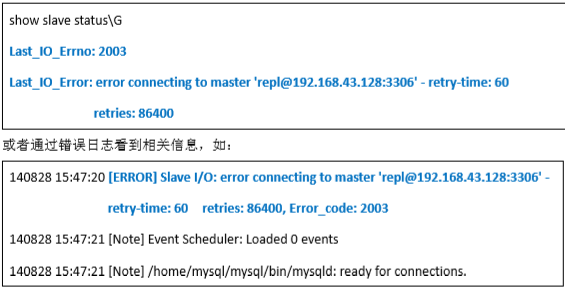 show slave status\G
Last_IO_Errno: 2003
Last_IO_Error: error connecting to master 'repl@192.168.43.128:3306' - retry-time: 60
retries: 86400
或者通过错误日志看到相关信息，如：
140828 15:47:20 [ERROR] Slave I/O: error connecting to master 'repl@192.168.43.128:3306' -
retry-time: 60 retries: 86400, Error_code: 2003
140828 15:47:21 [Note] Event Scheduler: Loaded 0 events
140828 15:47:21 [Note] /home/mysql/mysql/bin/mysqld: ready for connections.